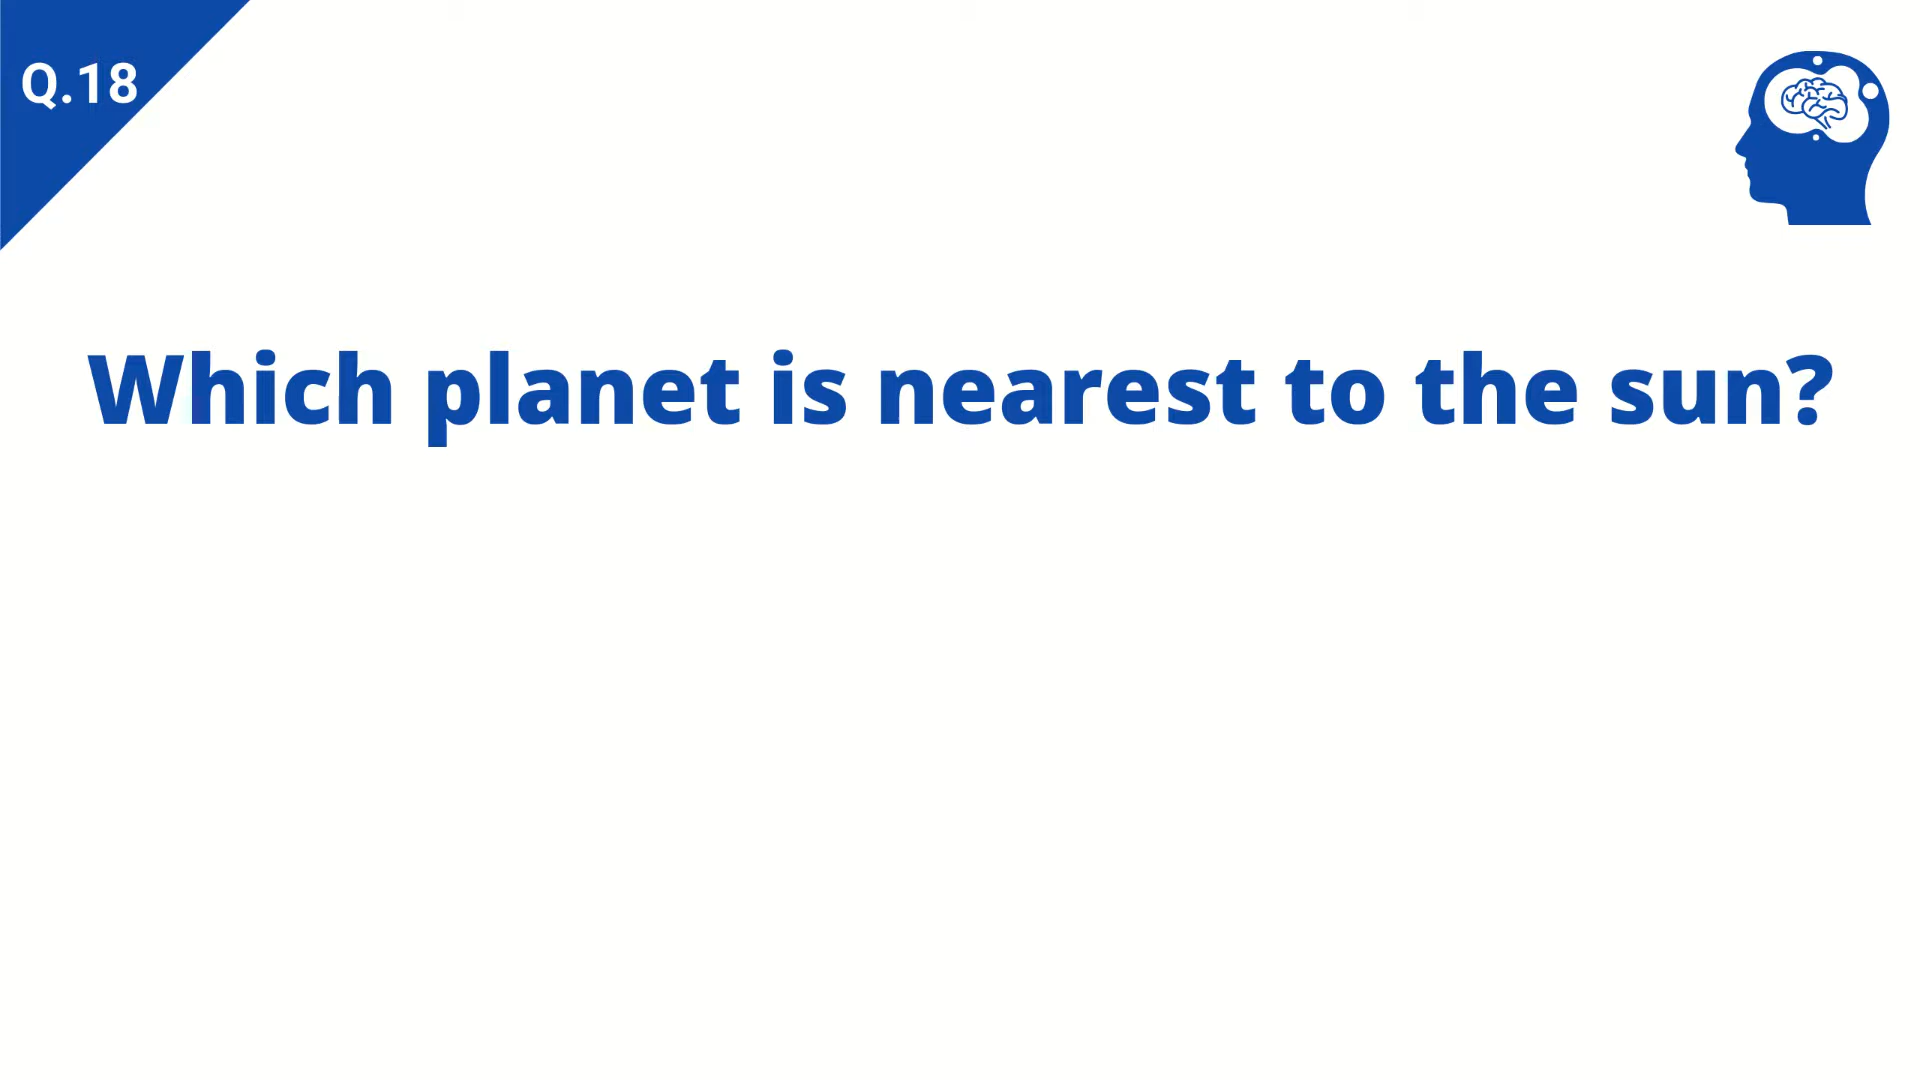 Q.18
Which planet is nearest to the sun?